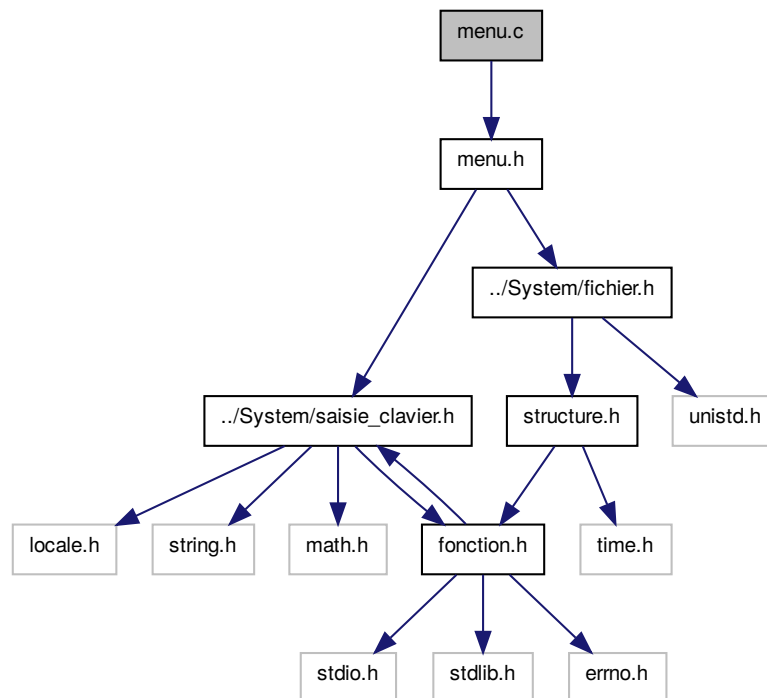 menu.c
menu.h
../System/fichier.h
../System/saisie_clavier.h
structure.h
unistd.h
locale.h
string.h
math.h
fonction.h
time.h
stdio.h
stdlib.h
errno.h